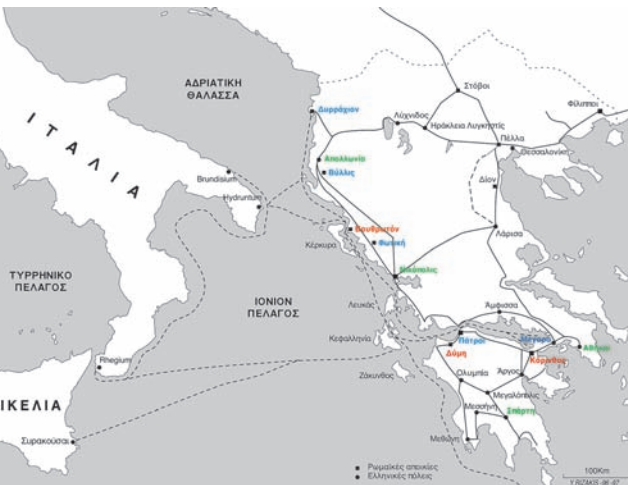 ΑΔΡΙΑΤΙΚΗ
ΘΑΛΑΣΣΑ
ΙΤΑΛΙΑ
Στόβοι
Φίλιπποι
Δυρράχιον
Λύχνιδος
Ηράκλεια Λυγκηστίς
Πέλλα
Θεσσαλονίκη
Απολλωνία
Βύλλις
Δίον
Brundisium
Hydruntum
Βουθρωτόν
Φωτική
Κέρκυρα
Λάρισα
ΤΥΡΡΗΝΙΚΟ
ΠΕΛΑΓΟΣ
ΙΟΝΙΟΝ
ΠΕΛΑΓΟΣ
Νικόπολις
Λευκάς
Άμφισσα
Κεφαλληνία
Πάτραι
Μέγαρα
Αθήναι
Δύμη
Κόρινθος
Rhegium
Ζάκυνθος
Ολυμπία
Άργος
Μεγαλόπολις
ΙΚΕΛΙΑ
Μεσσήνη
Σπάρτη
Συρακούσαι
Μεθώνη
Ρωμαϊκές αποικίες
Ελληνικές πόλεις
100Km